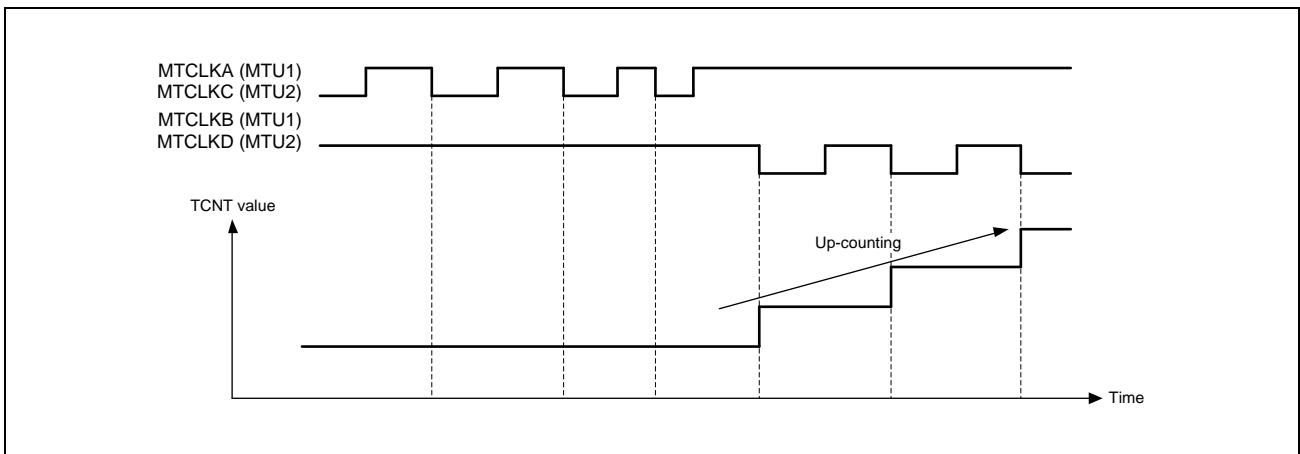 MTCLKA (MTU1)
MTCLKC (MTU2)
MTCLKB (MTU1)
MTCLKD (MTU2)
TCNT value
Up-counting
Time